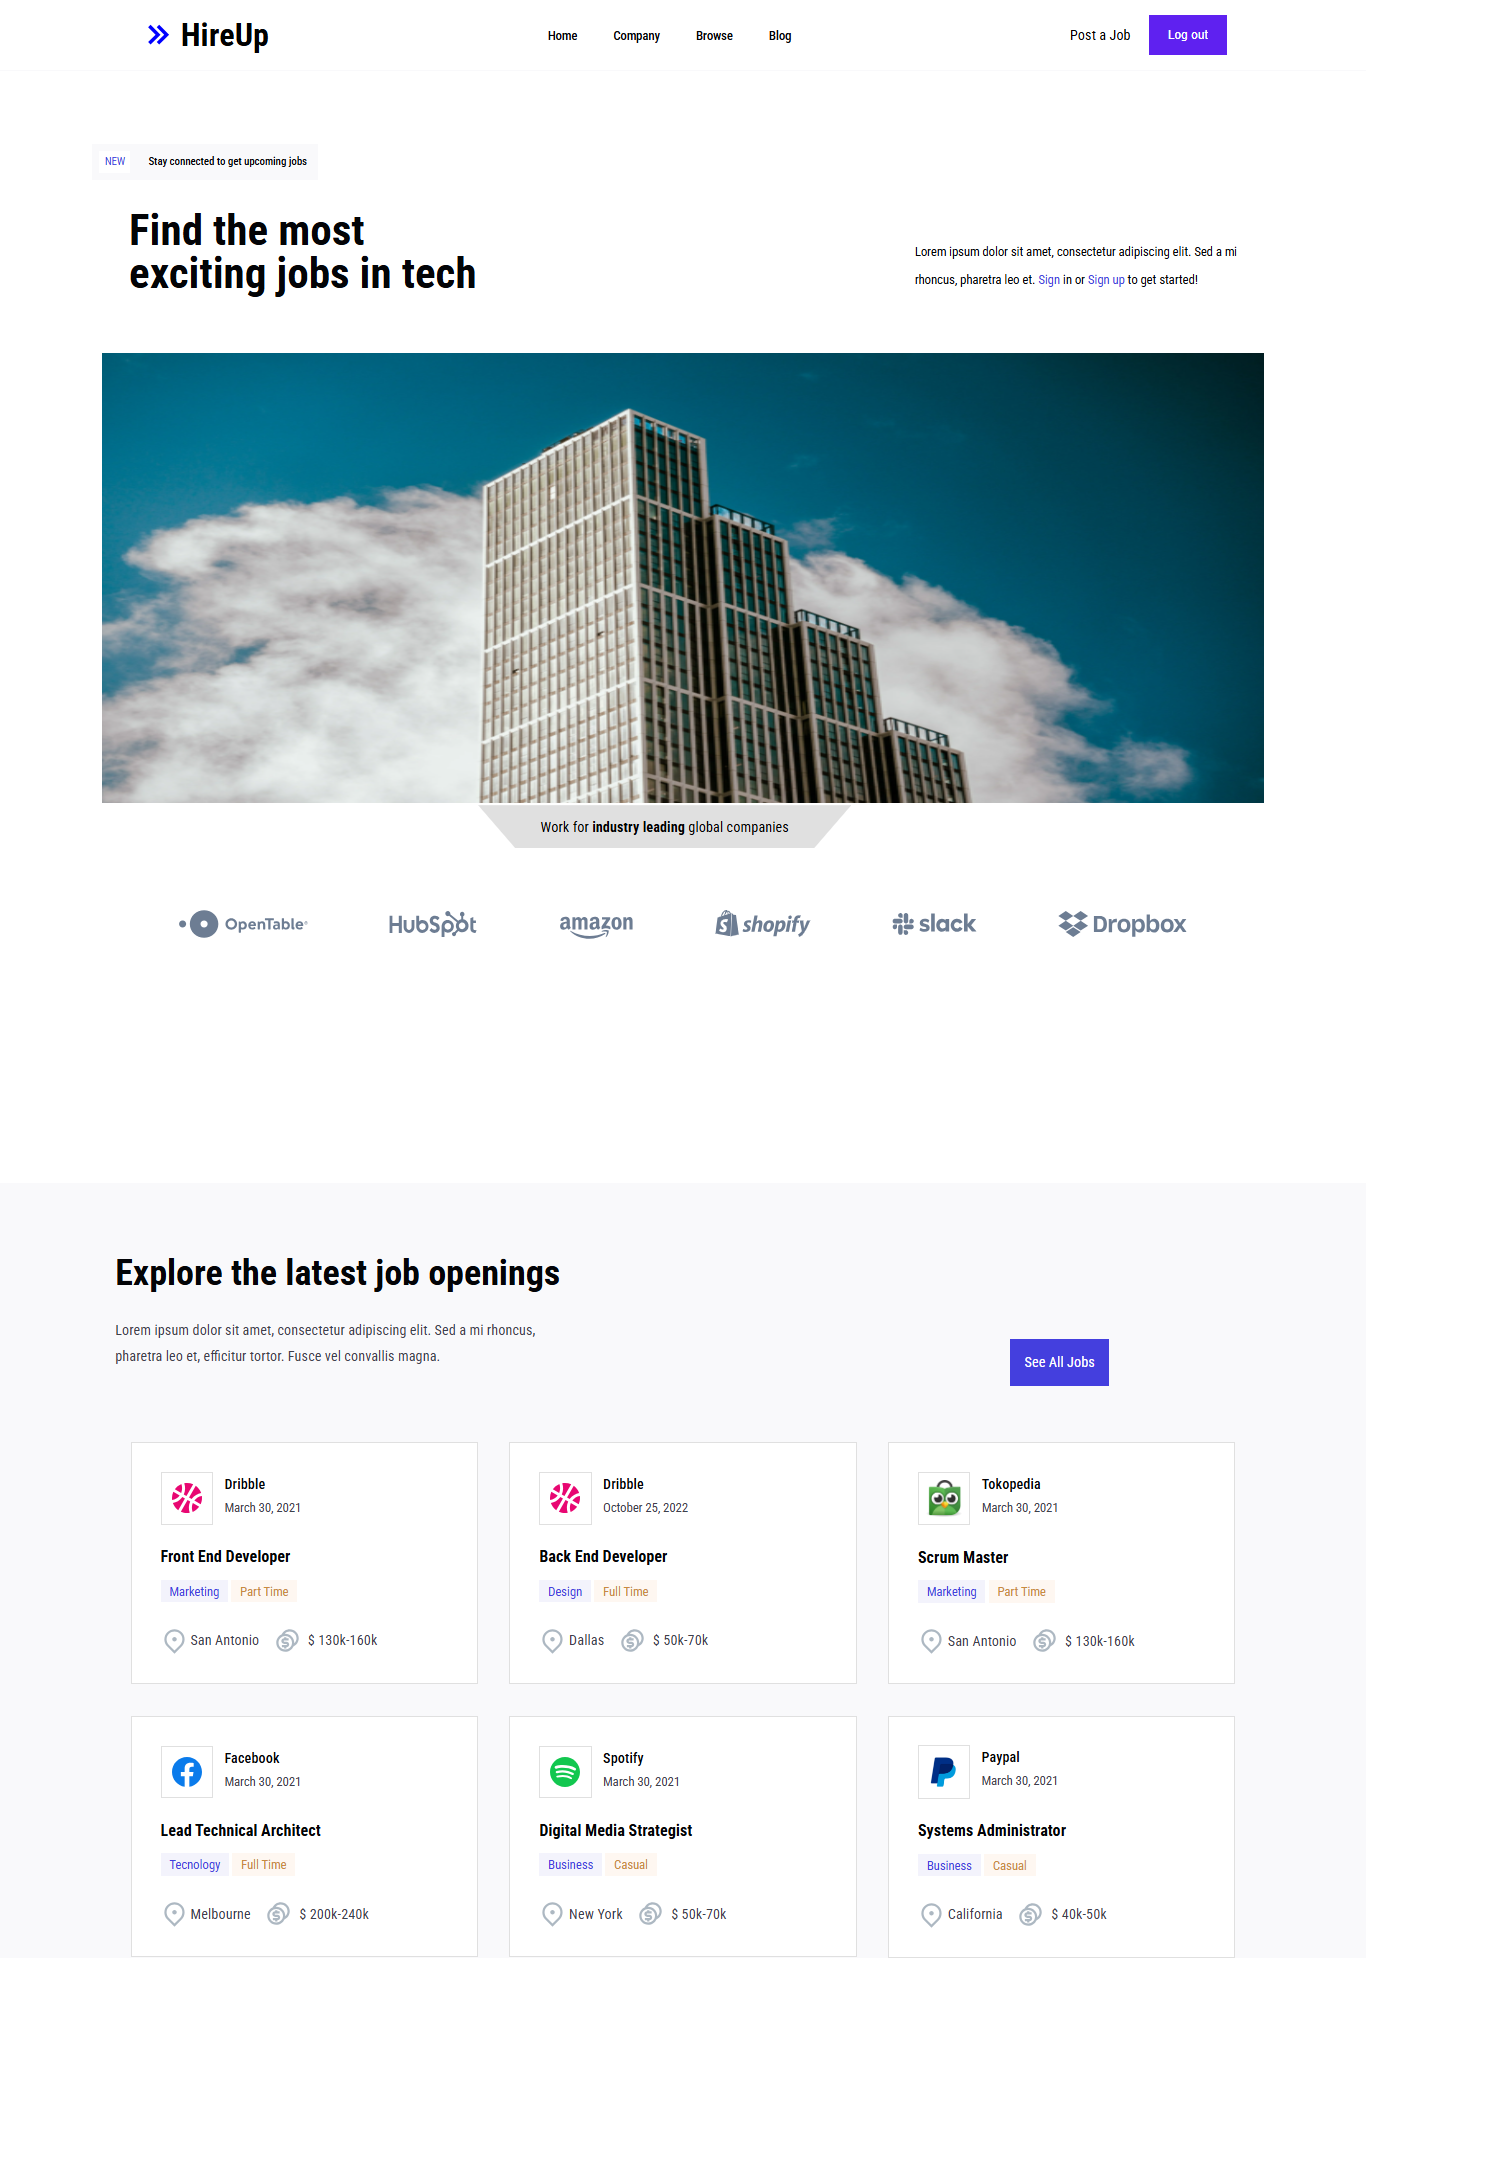 HireUp
Home Company Browse Blog
Post a Job Log out
NEW Stay connected to get upcoming jobs
Find the most
exciting jobs in tech
Lorem ipsum dolor sit amet, consectetur adipiscing elit. Sed a mi
rhoncus, pharetra leo et. Sign in or Sign up to get started!
Work for industry leading global companies
OpenTable HubSpot amazon shopify slack Dropbox
Explore the latest job openings
Lorem ipsum dolor sit amet, consectetur adipiscing elit. Sed a mi rhoncus,
pharetra leo et, efficitur tortor. Fusce vel convallis magna.
See All Jobs
Dribble
March 30, 2021
Front End Developer
Marketing Part Time
San Antonio $ 130k-160k
Dribble
October 25, 2022
Back End Developer
Design Full Time
Dallas $ 50k-70k
Tokopedia
March 30, 2021
Scrum Master
Marketing Part Time
San Antonio $ 130k-160k
Facebook
March 30, 2021
Lead Technical Architect
Tecnology Full Time
Melbourne $ 200k-240k
Spotify
March 30, 2021
Digital Media Strategist
Business Casual
New York $ 50k-70k
Paypal
March 30, 2021
Systems Administrator
Business Casual
California $ 40k-50k